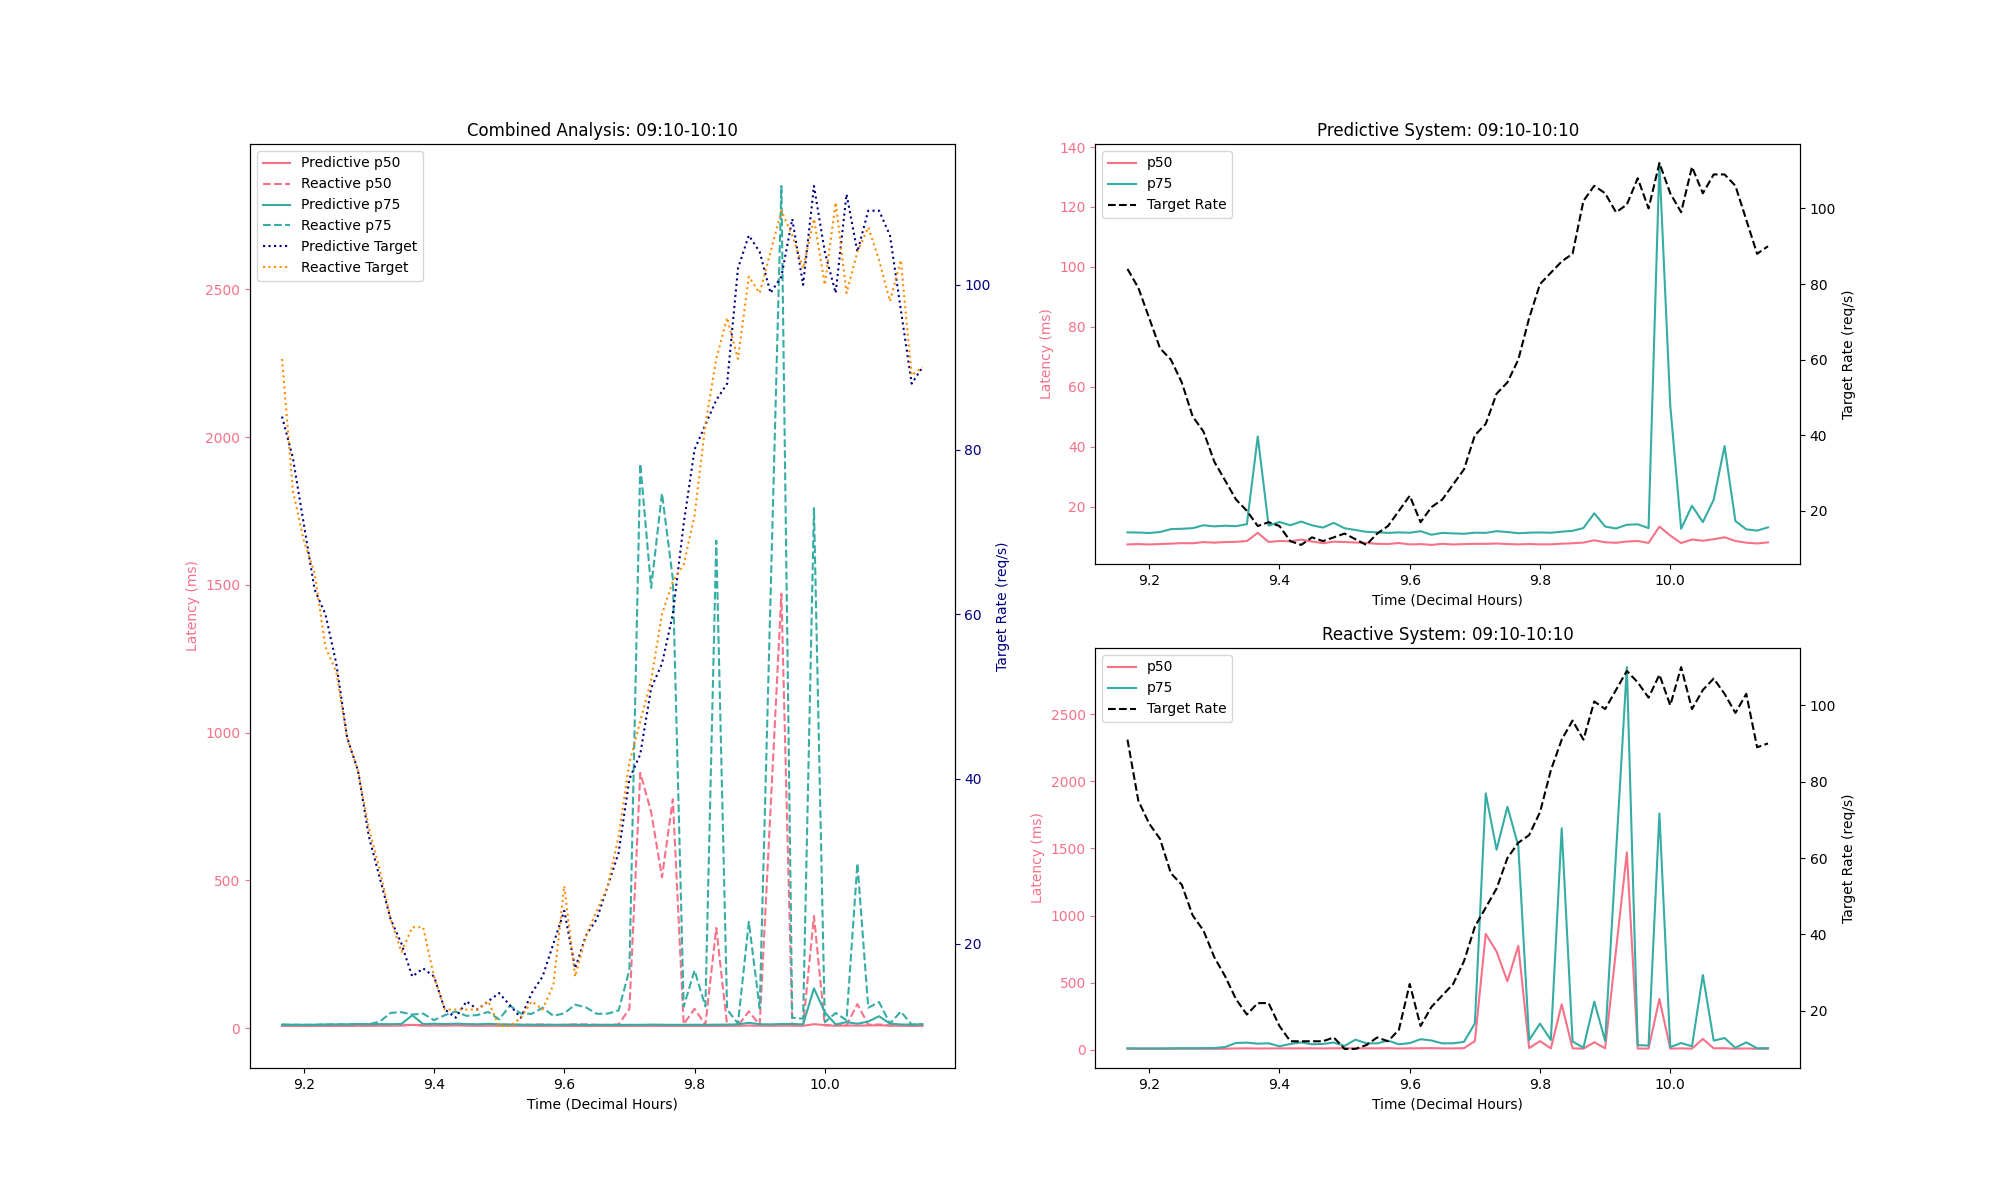 Combined Analysis: 09:10-10:10
Predictive p50
Reactive p50
Predictive p75
Reactive p75
Predictive Target
Reactive Target
Latency (ms)
2500
2000
1500
1000
500
0
100
80
60
40
20
Target Rate (req/s)
9.2 9.4 9.6 9.8 10.0
Time (Decimal Hours)
Predictive System: 09:10-10:10
p50
p75
Target Rate
Latency (ms)
140
120
100
80
60
40
20
100
80
60
40
20
Target Rate (req/s)
9.2 9.4 9.6 9.8 10.0
Time (Decimal Hours)
Reactive System: 09:10-10:10
p50
p75
Target Rate
Latency (ms)
2500
2000
1500
1000
500
0
100
80
60
40
20
Target Rate (req/s)
9.2 9.4 9.6 9.8 10.0
Time (Decimal Hours)